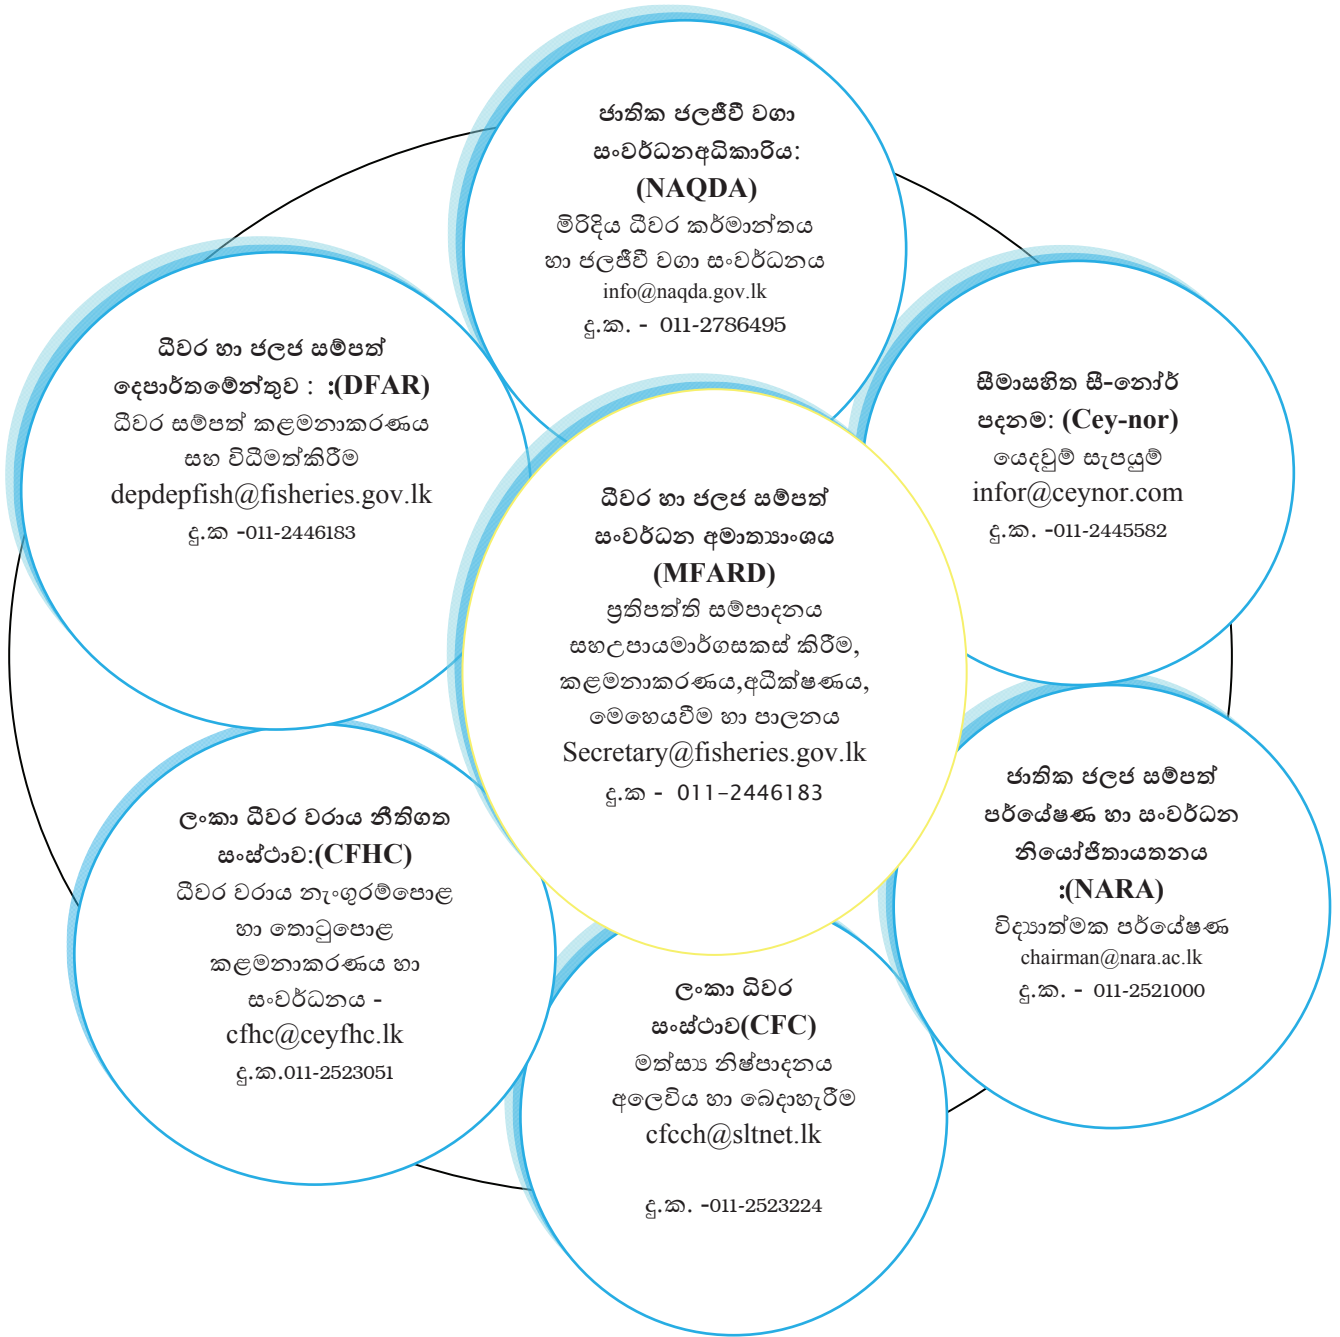 ජාතික ජලජීවී වගා
සංවර්ධනඅධිකාරිය:
(NAQDA)
මිරිදිය ධීවර කර්මාන්තය
හා ජලජීවී වගා සංවර්ධනය
info@naqda.gov.lk
දු.ක. - 011-2786495
ධීවර හා ජලජ සම්පත්
දෙපාර්තමේන්තුව : :(DFAR)
ධීවර සම්පත් කළමනාකරණය
සහ විධිමත්කිරීම
depdepfish@fisheries.gov.lk
දු.ක -011-2446183
සීමාසහිත සී-නෝර්
පදනම: (Cey-nor)
යෙදවුම් සැපයුම්
infor@ceynor.com
දු.ක. -011-2445582
ධීවර හා ජලජ සම්පත්
සංවර්ධන අමාත්‍යාංශය
(MFARD)
ප්‍රතිපත්ති සම්පාදනය
සහඋපායමාර්ගසකස් කිරීම,
කළමනාකරණය,අධීක්ෂණය,
මෙහෙයවීම හා පාලනය
Secretary@fisheries.gov.lk
දු.ක - 011-2446183
ජාතික ජලජ සම්පත්
පර්යේෂණ හා සංවර්ධන
නියෝජිතායතනය
:(NARA)
විද්‍යාත්මක පර්යේෂණ
chairman@nara.ac.lk
දු.ක. - 011-2521000
ලංකා ධීවර වරාය නීතිගත
සංස්ථාව:(CFHC)
ධීවර වරාය නැංගුරම්පොළ
හා තොටුපොළ
කළමනාකරණය හා
සංවර්ධනය -
cfhc@ceyfhc.lk
දු.ක.011-2523051
ලංකා ධිවර
සංස්ථාව(CFC)
මත්ස්‍ය නිෂ්පාදනය
අලෙවිය හා බෙදාහැරීම
cfcch@sltnet.lk
දු.ක. -011-2523224